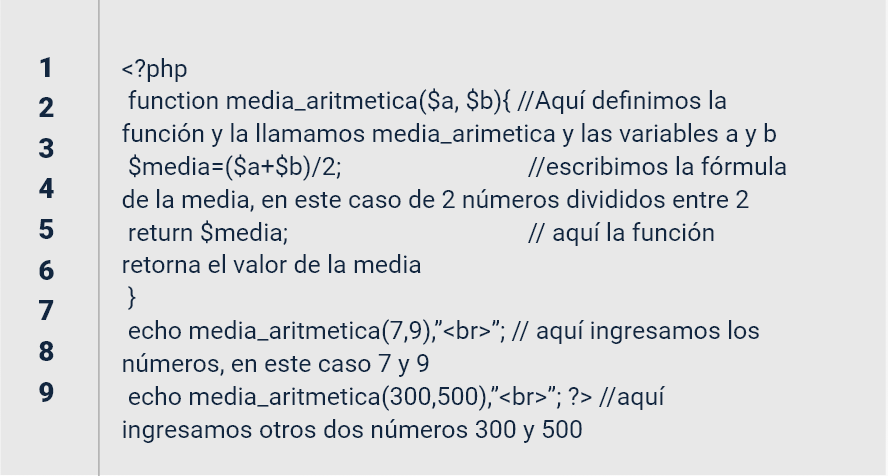 1
2
3
4
5
6
7
8
9
<?php
function media_aritmetica($a, $b){ //Aquí definimos la
función y la llamamos media_arimetica y las variables a y b
$media=($a+$b)/2; //escribimos la fórmula
de la media, en este caso de 2 números divididos entre 2
return $media; // aquí la función
retorna el valor de la media
}
echo media_aritmetica(7,9),”<br>”; // aquí ingresamos los
números, en este caso 7 y 9
echo media_aritmetica(300,500),”<br>”; ?> //aquí
ingresamos otros dos números 300 y 500